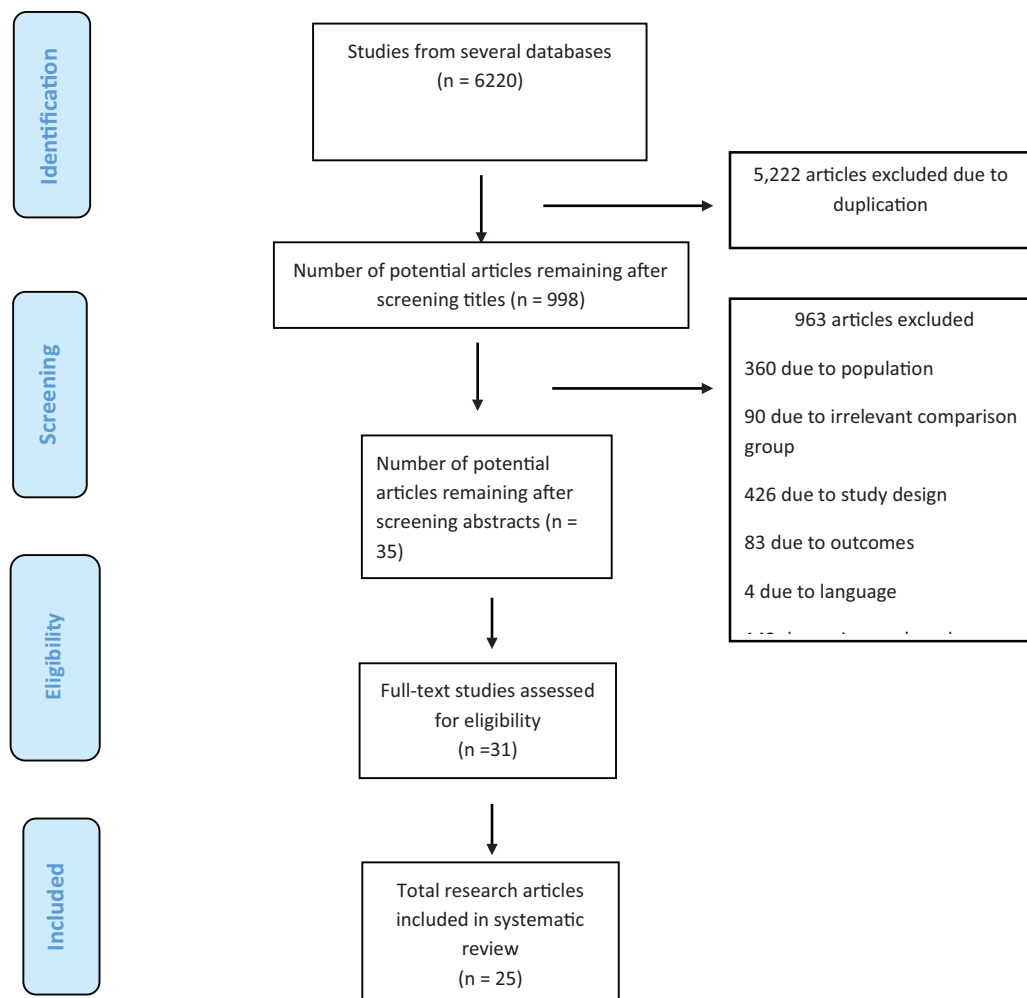 Identification
Studies from several databases
(n = 6220)
5,222 articles excluded due to
duplication
Number of potential articles remaining after
screening titles (n = 998)
Screening
963 articles excluded
360 due to population
90 due to irrelevant comparison
group
426 due to study design
83 due to outcomes
4 due to language
Number of potential
articles remaining after
screening abstracts (n =
35)
Eligibility
Full-text studies assessed
for eligibility
(n =31)
Included
Total research articles
included in systematic
review
(n = 25)